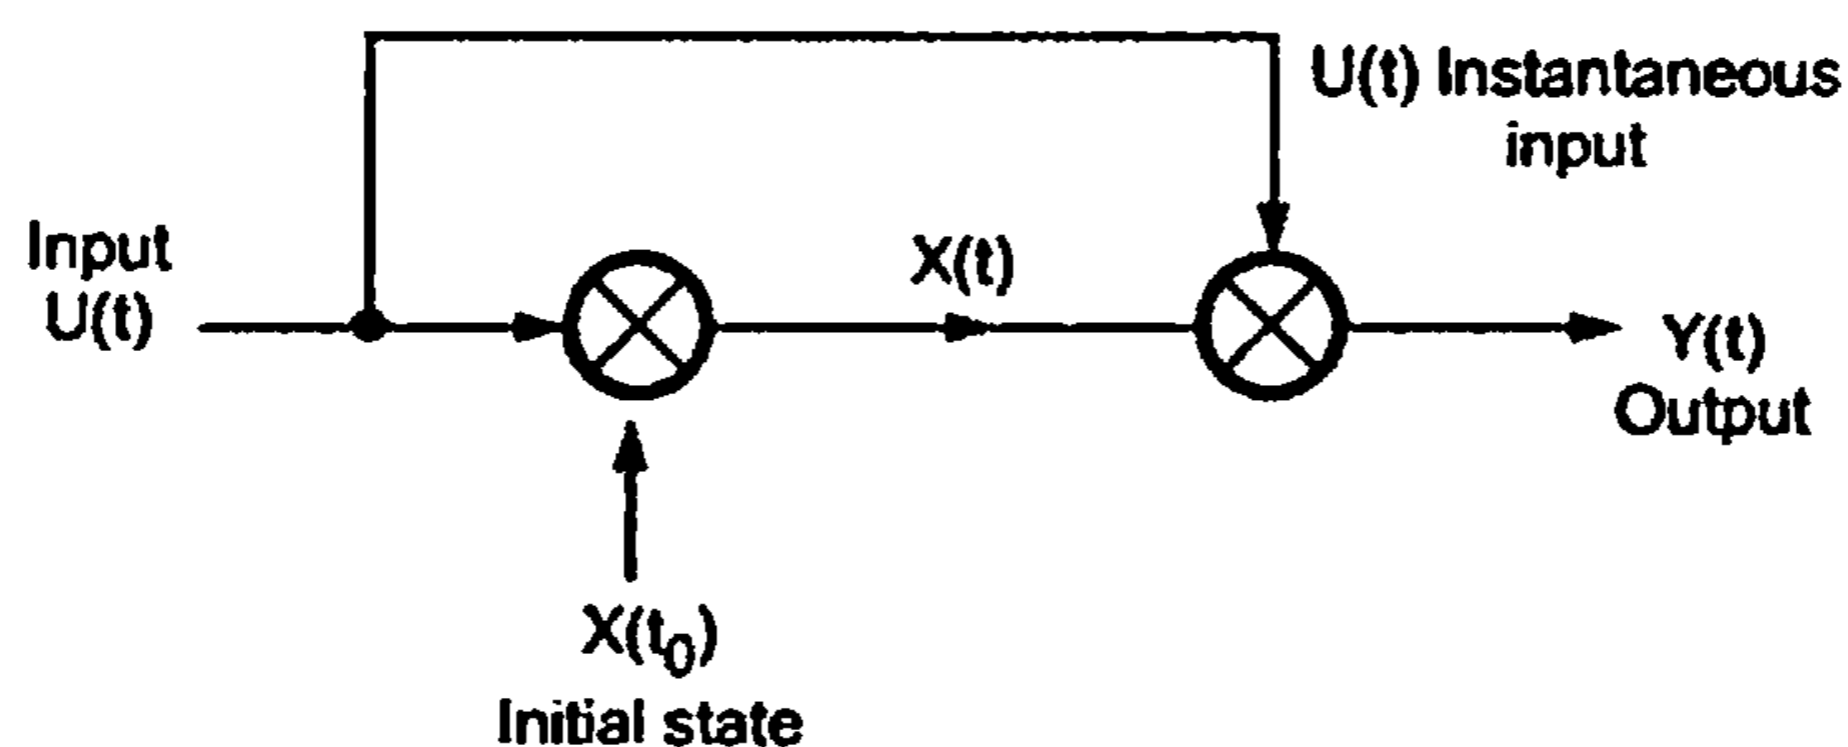 U(t) Instantaneous
input
Input
U(t)
X(t)
Y(t)
Output
X(t₀)
Initial state